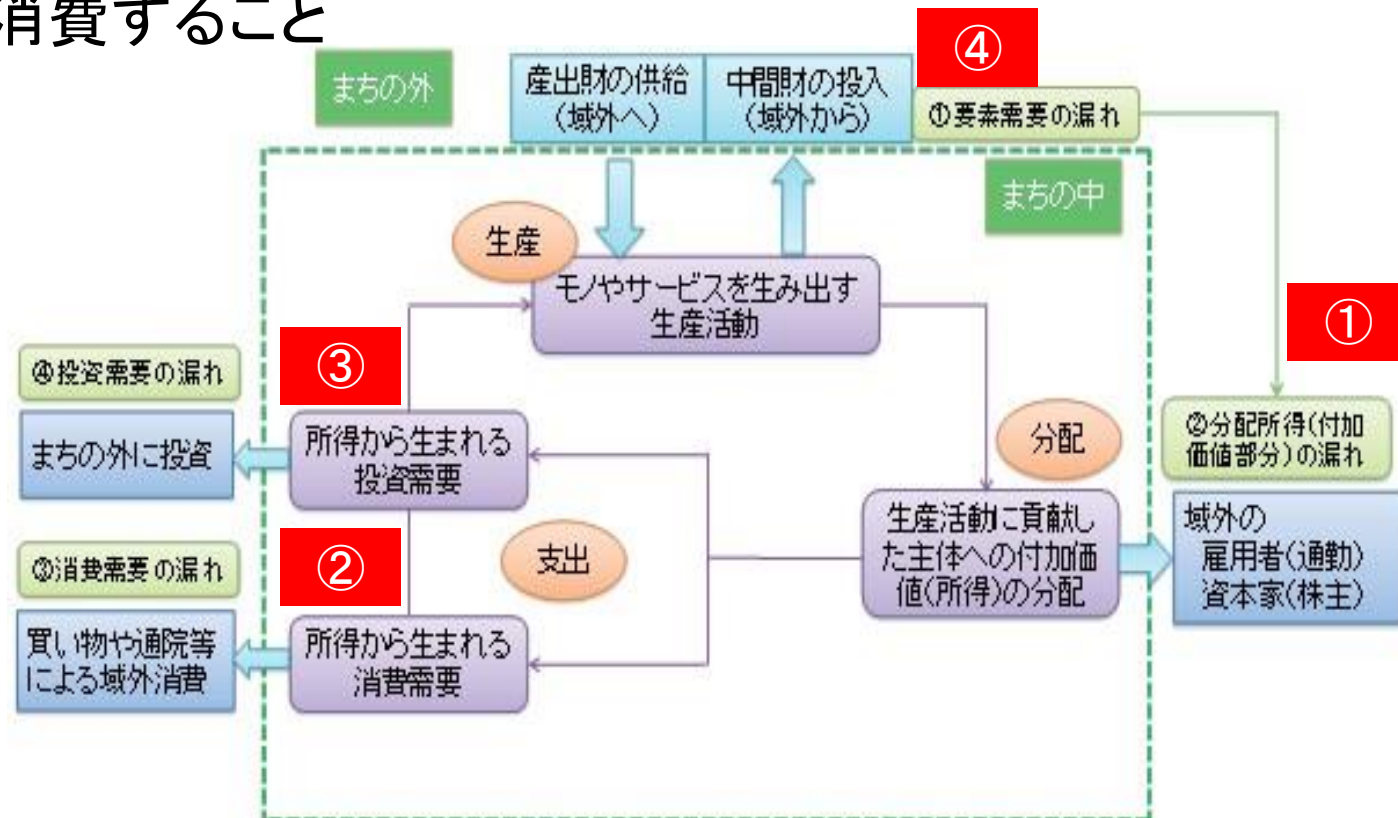 消費すること
④
まちの外
産出財の供給
(域外へ)
中間財の投入
(域外から)
①要素需要の漏れ
まちの中
生産
モノやサービスを生み出す
生産活動
①
④投資需要の漏れ
③
まちの外に投資
所得から生まれる
投資需要
分配
②分配所得(付加
価値部分)の漏れ
③消費需要の漏れ
②
支出
生産活動に貢献し
た主体への付加価
値(所得)の分配
域外の
雇用者(通勤)
資本家(株主)
買い物や通院等
による域外消費
所得から生まれる
消費需要